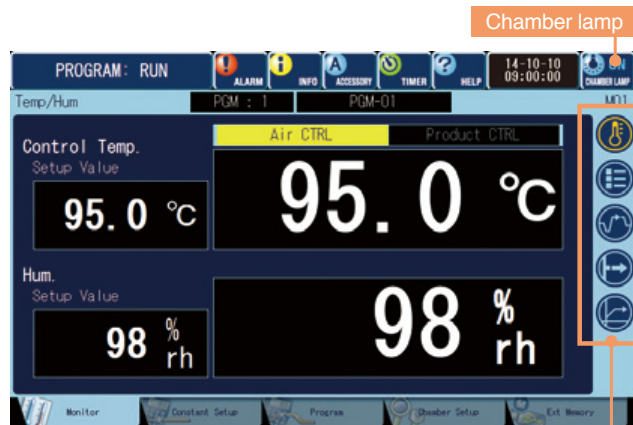 Chamber lamp
PROGRAM: RUN
ALARM
INFO
ACCESSORY
TIMER
HELP
14-10-10
09:00:00
ON
CHAMBER LAMP
Temp/Hum
PGM : 1
PGM-01
M01
Air CTRL
Product CTRL
Control Temp.
Setup Value
95.0 °C
95.0 °C
Hum.
Setup Value
98 % rh
98 % rh
Monitor
Constant Setup
Program
Chamber Setup
Ext Memory